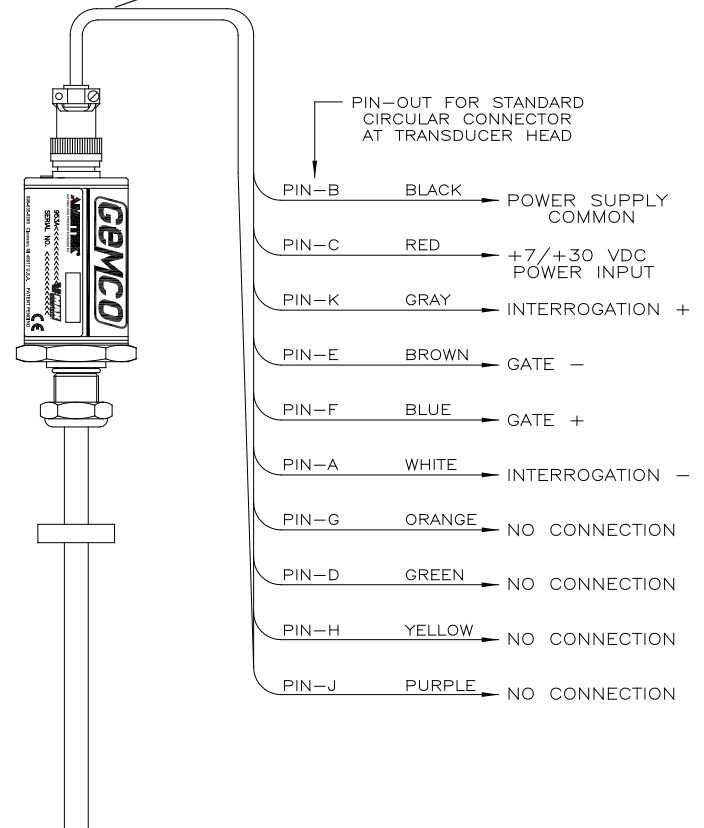 PIN-OUT FOR STANDARD
CIRCULAR CONNECTOR
AT TRANSDUCER HEAD
PIN-B BLACK POWER SUPPLY
COMMON
PIN-C RED +7/+30 VDC
POWER INPUT
PIN-K GRAY INTERROGATION +
PIN-E BROWN GATE -
PIN-F BLUE GATE +
PIN-A WHITE INTERROGATION -
PIN-G ORANGE NO CONNECTION
PIN-D GREEN NO CONNECTION
PIN-H YELLOW NO CONNECTION
PIN-J PURPLE NO CONNECTION
GEMCO
AMETEK
SERIAL NO. <<<<<<<<<<<<<<
CE